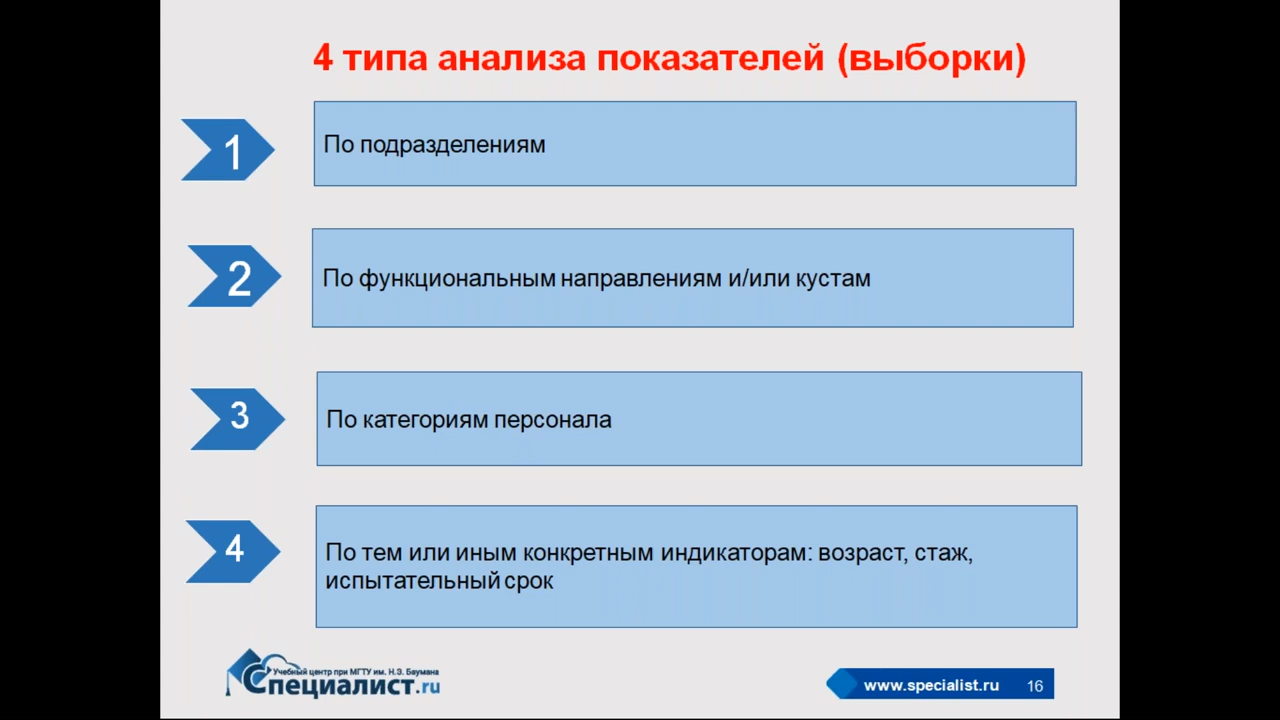 4 типа анализа показателей (выборки)
1
По подразделениям
2
По функциональным направлениям и/или кустам
3
По категориям персонала
4
По тем или иным конкретным индикаторам: возраст, стаж,
испытательный срок
Учебный центр при МГТУ им. Н.Э. Баумана
Специалист.ru
www.specialist.ru 16